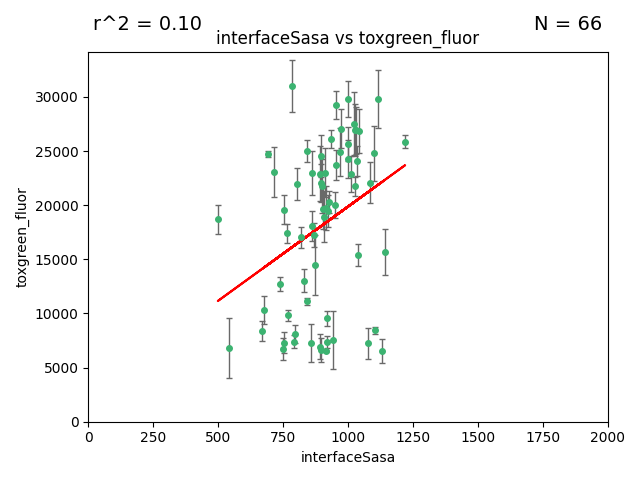 r^2 = 0.10
N = 66
interfaceSasa vs toxgreen_fluor
toxgreen_fluor
30000
25000
20000
15000
10000
5000
0
0 250 500 750 1000 1250 1500 1750 2000
interfaceSasa